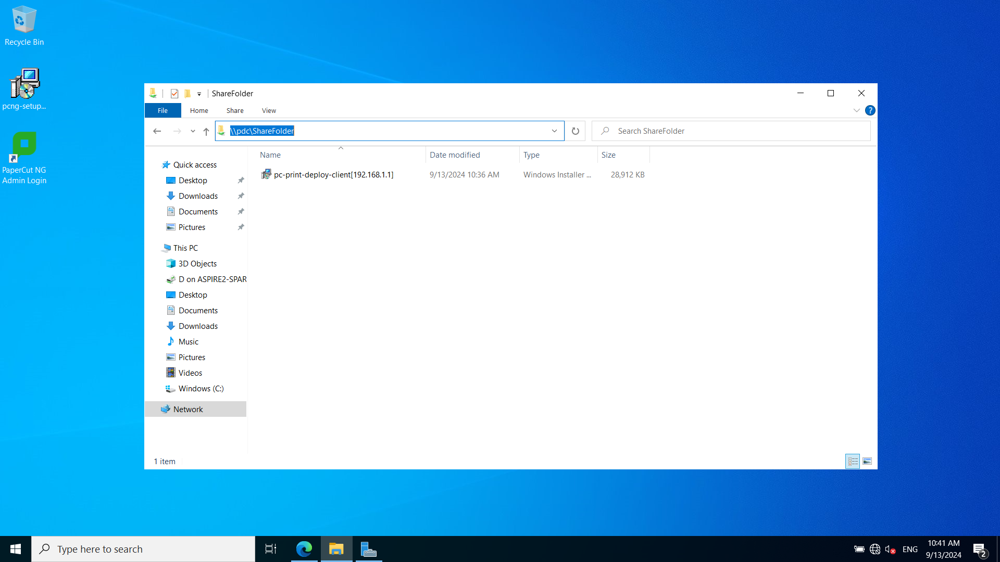 Recycle Bin
pcng-setup...
PaperCut NG
Admin Login
ShareFolder
File Home Share View
?
\\pdc\ShareFolder
Search ShareFolder
Name Date modified Type Size
pc-print-deploy-client[192.168.1.1] 9/13/2024 10:36 AM Windows Installer ... 28,912 KB
Quick access
Desktop
Downloads
Documents
Pictures
This PC
3D Objects
D on ASPIRE2-SPAR
Desktop
Documents
Downloads
Music
Pictures
Videos
Windows (C:)
Network
1 item
Type here to search
ENG
10:41 AM
9/13/2024
2